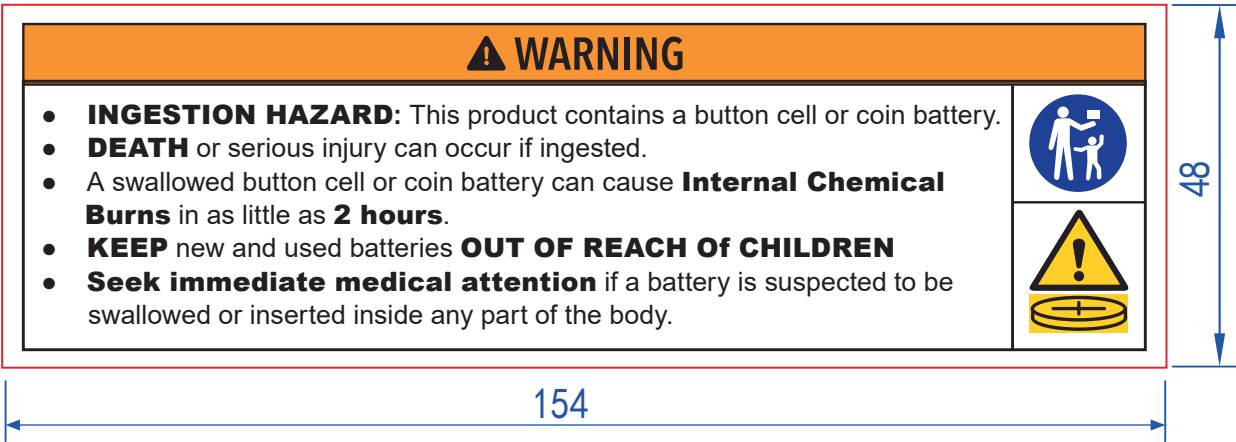 WARNING
● INGESTION HAZARD: This product contains a button cell or coin battery.
● DEATH or serious injury can occur if ingested.
● A swallowed button cell or coin battery can cause Internal Chemical
Burns in as little as 2 hours.
● KEEP new and used batteries OUT OF REACH Of CHILDREN
● Seek immediate medical attention if a battery is suspected to be
swallowed or inserted inside any part of the body.
48
154